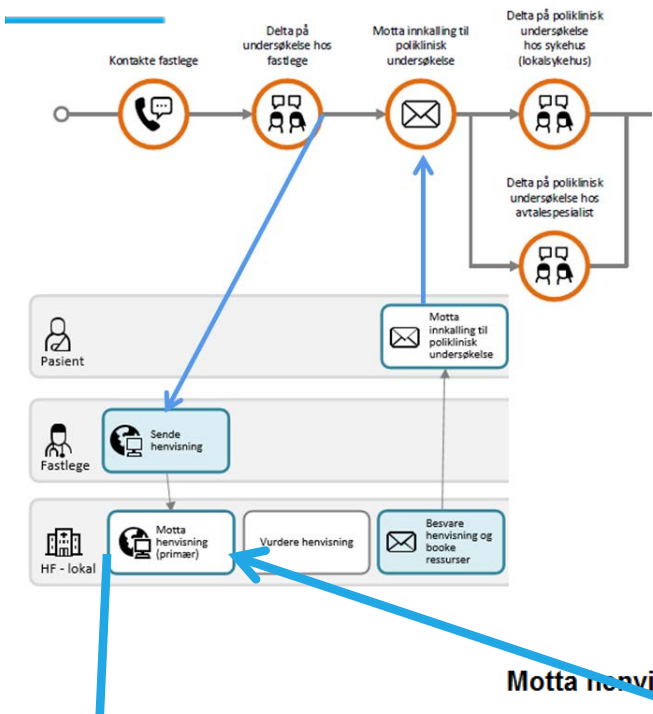 Kontakte fastlege
Delta på
undersøkelse hos
fastlege
Motta innkalling til
poliklinisk
undersøkelse
Delta på poliklinisk
undersøkelse
hos sykehus
(lokalsykehus)
Delta på poliklinisk
undersøkelse hos
avtalespesialist
Pasient
Motta
innkalling til
poliklinisk
undersøkelse
Fastlege
Sende
henvisning
HF - lokal
Motta
henvisning
(primær)
Vurdere henvisning
Besvare
henvisning og
booke
ressurser
Motta henvi